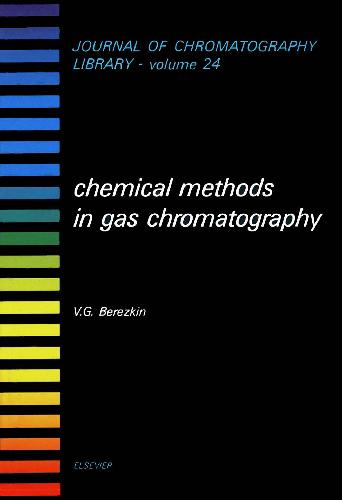 JOURNAL OF CHROMATOGRAPHY
LIBRARY - volume 24
chemical methods
in gas chromatography
V.G. Berezkin
ELSEVIER